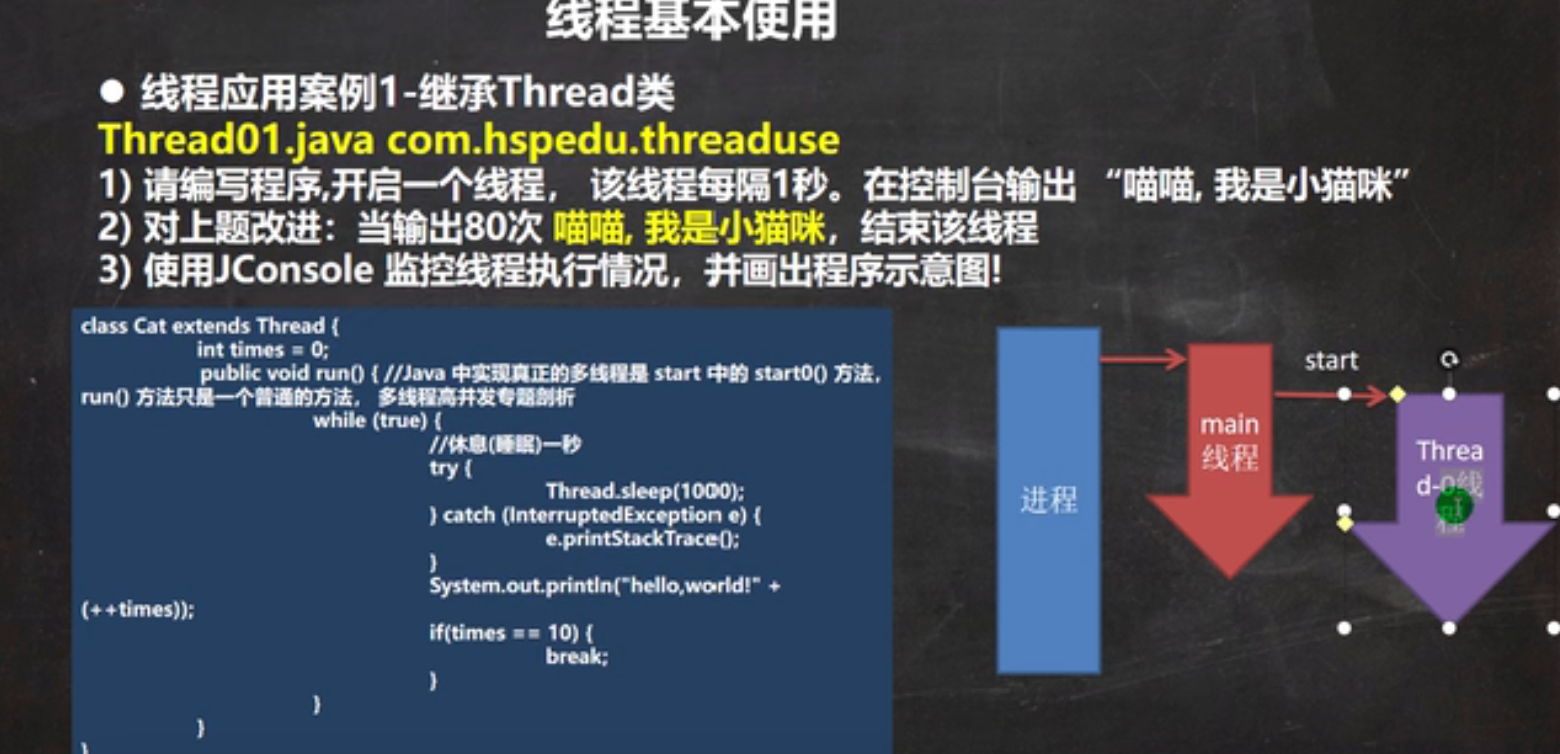 线程基本使用
● 线程应用案例1-继承Thread类
Thread01.java com.hspedu.threaduse
1) 请编写程序,开启一个线程， 该线程每隔1秒。在控制台输出 “喵喵, 我是小猫咪”
2) 对上题改进：当输出80次 喵喵, 我是小猫咪，结束该线程
3) 使用JConsole 监控线程执行情况，并画出程序示意图!
class Cat extends Thread {
int times = 0;
public void run() { //Java 中实现真正的多线程是 start 中的 start0() 方法，
run() 方法只是一个普通的方法， 多线程高并发专题剖析
while (true) {
//休息(睡眠)一秒
try {
Thread.sleep(1000);
} catch (InterruptedException e) {
e.printStackTrace();
}
System.out.println("hello,world!" +
(++times));
if(times == 10) {
break;
}
}
}
}
进程
main
线程
start
Threa
d-0线
程